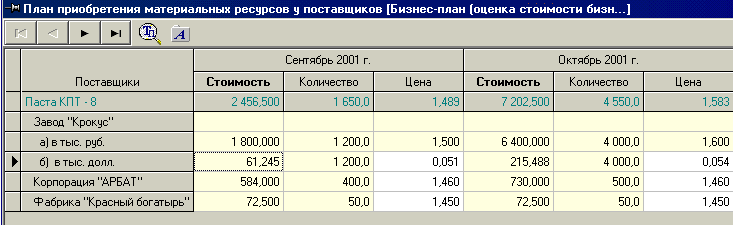 План приобретения материальных ресурсов у поставщиков [Бизнес-план (оценка стоимости бизн...]
Тп A
Сентябрь 2001 г. Октябрь 2001 г.
Поставщики Стоимость Количество Цена Стоимость Количество Цена
Паста КПТ - 8 2 456,500 1 650,0 1,489 7 202,500 4 550,0 1,583
Завод "Крокус"
а) в тыс. руб. 1 800,000 1 200,0 1,500 6 400,000 4 000,0 1,600
б) в тыс. долл. 61,245 1 200,0 0,051 215,488 4 000,0 0,054
Корпорация "АРБАТ" 584,000 400,0 1,460 730,000 500,0 1,460
Фабрика "Красный богатырь" 72,500 50,0 1,450 72,500 50,0 1,450